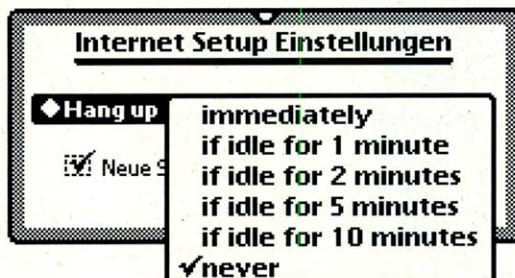 Internet Setup Einstellungen
Hang up
immediately
if idle for 1 minute
Neue S
if idle for 2 minutes
if idle for 5 minutes
if idle for 10 minutes
✓never